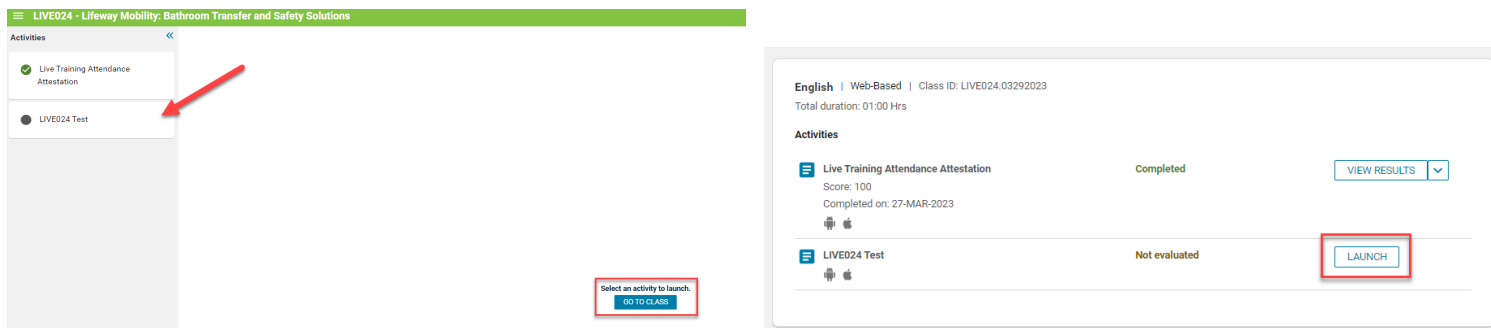 LIVE024 - Lifeway Mobility: Bathroom Transfer and Safety Solutions
Activities
Live Training Attendance
Attestation
LIVE024 Test
Select an activity to launch.
GO TO CLASS
English | Web-Based | Class ID: LIVE024.03292023
Total duration: 01:00 Hrs
Activities
Live Training Attendance Attestation Completed VIEW RESULTS
Score: 100
Completed on: 27-MAR-2023
LIVE024 Test Not evaluated LAUNCH